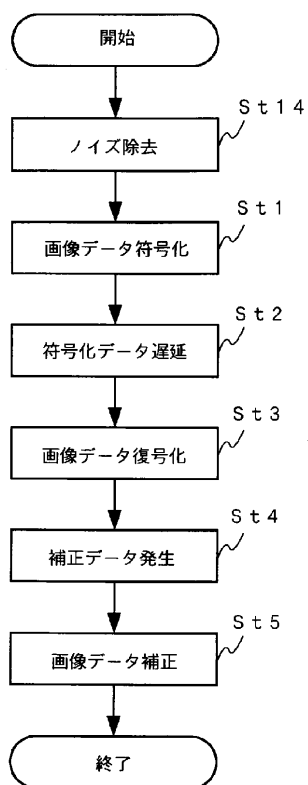 開始
St14
ノイズ除去
St1
画像データ符号化
St2
符号化データ遅延
St3
画像データ復号化
St4
補正データ発生
St5
画像データ補正
終了